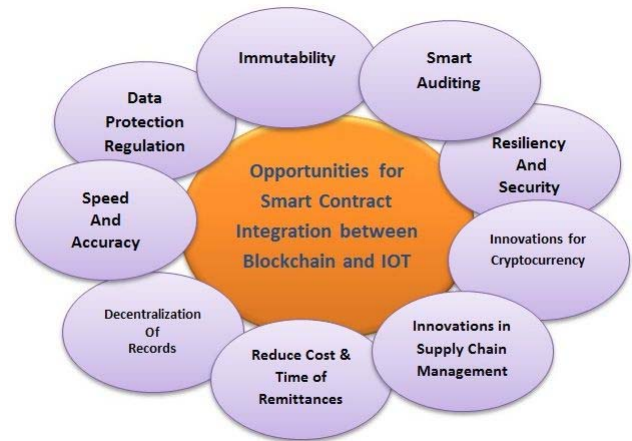 Immutability
Smart
Auditing
Data
Protection
Regulation
Resiliency
And
Security
Opportunities for
Smart Contract
Integration between
Blockchain and IOT
Speed
And
Accuracy
Innovations for
Cryptocurrency
Decentralization
Of
Records
Innovations in
Supply Chain
Management
Reduce Cost &
Time of
Remittances